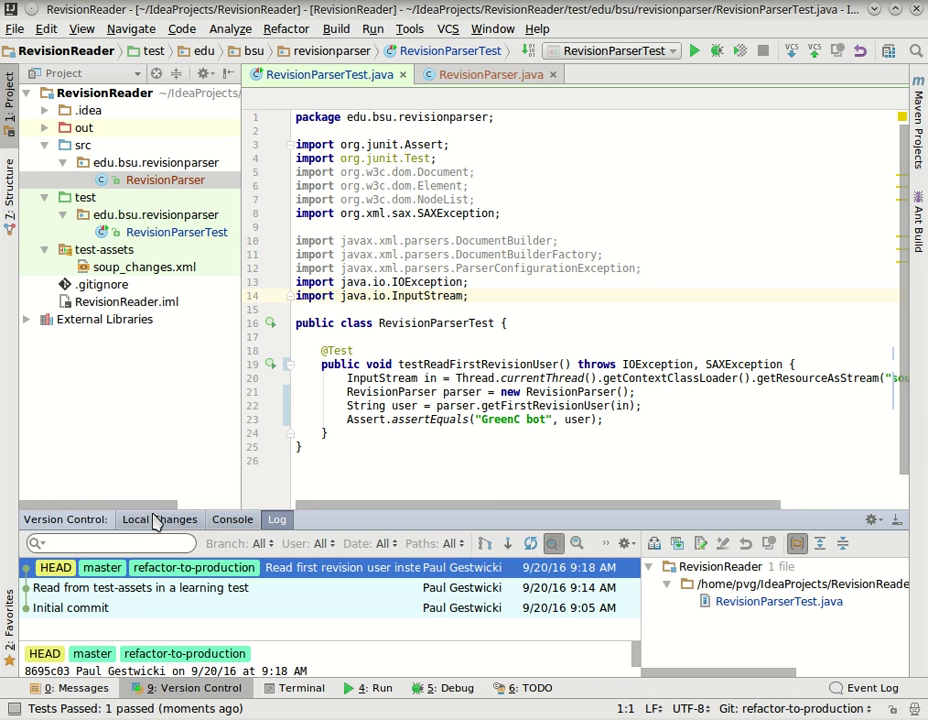 RevisionReader - [~/IdeaProjects/RevisionReader] - [RevisionReader] - ~/IdeaProjects/RevisionReader/test/edu/bsu/revisionparser/RevisionParserTest.java - I...
File Edit View Navigate Code Analyze Refactor Build Run Tools VCS Window Help
RevisionReader test edu bsu revisionparser RevisionParserTest RevisionParserTest VCS VCS
Project RevisionParserTest.java RevisionParser.java
1: Project
7: Structure
2: Favorites
RevisionReader ~/IdeaProjects/
.idea
out
src
edu.bsu.revisionparser
RevisionParser
test
edu.bsu.revisionparser
RevisionParserTest
test-assets
soup_changes.xml
.gitignore
RevisionReader.iml
External Libraries
1 package edu.bsu.revisionparser;
2
3 import org.junit.Assert;
4 import org.junit.Test;
5 import org.w3c.dom.Document;
6 import org.w3c.dom.Element;
7 import org.w3c.dom.NodeList;
8 import org.xml.sax.SAXException;
9
10 import javax.xml.parsers.DocumentBuilder;
11 import javax.xml.parsers.DocumentBuilderFactory;
12 import javax.xml.parsers.ParserConfigurationException;
13 import java.io.IOException;
14 import java.io.InputStream;
15
16 public class RevisionParserTest {
17
18 @Test
19 public void testReadFirstRevisionUser() throws IOException, SAXException {
20 InputStream in = Thread.currentThread().getContextClassLoader().getResourceAsStream("sou
21 RevisionParser parser = new RevisionParser();
22 String user = parser.getFirstRevisionUser(in);
23 Assert.assertEquals("GreenC bot", user);
24 }
25 }
26
Maven Projects
Ant Build
Version Control: Local Changes Console Log
Branch: All User: All Date: All Paths: All
HEAD master refactor-to-production Read first revision user inste Paul Gestwicki 9/20/16 9:18 AM
Read from test-assets in a learning test Paul Gestwicki 9/20/16 9:14 AM
Initial commit Paul Gestwicki 9/20/16 9:05 AM
RevisionReader 1 file
/home/pvg/IdeaProjects/RevisionReade
RevisionParserTest.java
HEAD master refactor-to-production
8695c03 Paul Gestwicki on 9/20/16 at 9:18 AM
0: Messages 9: Version Control Terminal 4: Run 5: Debug 6: TODO Event Log
Tests Passed: 1 passed (moments ago) 1:1 LF÷ UTF-8÷ Git: refactor-to-production÷